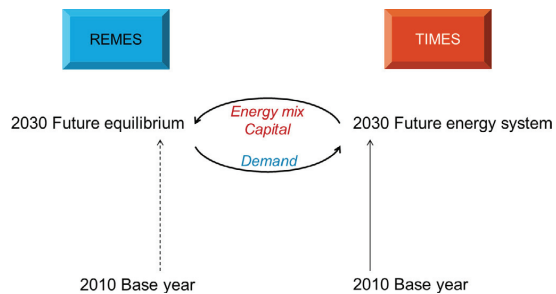 REMES
TIMES
Energy mix
Capital
2030 Future equilibrium
2030 Future energy system
Demand
2010 Base year
2010 Base year